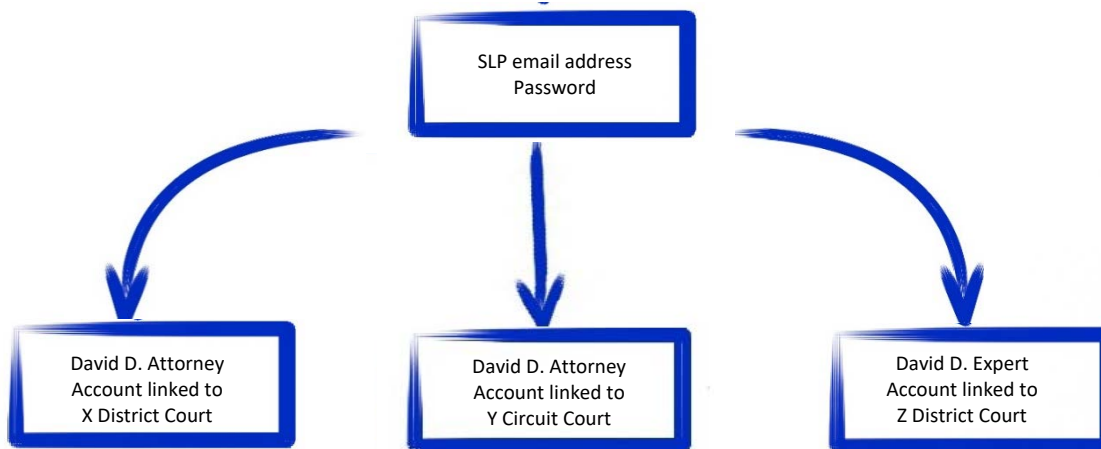 SLP email address
Password
David D. Attorney
Account linked to
X District Court
David D. Attorney
Account linked to
Y Circuit Court
David D. Expert
Account linked to
Z District Court